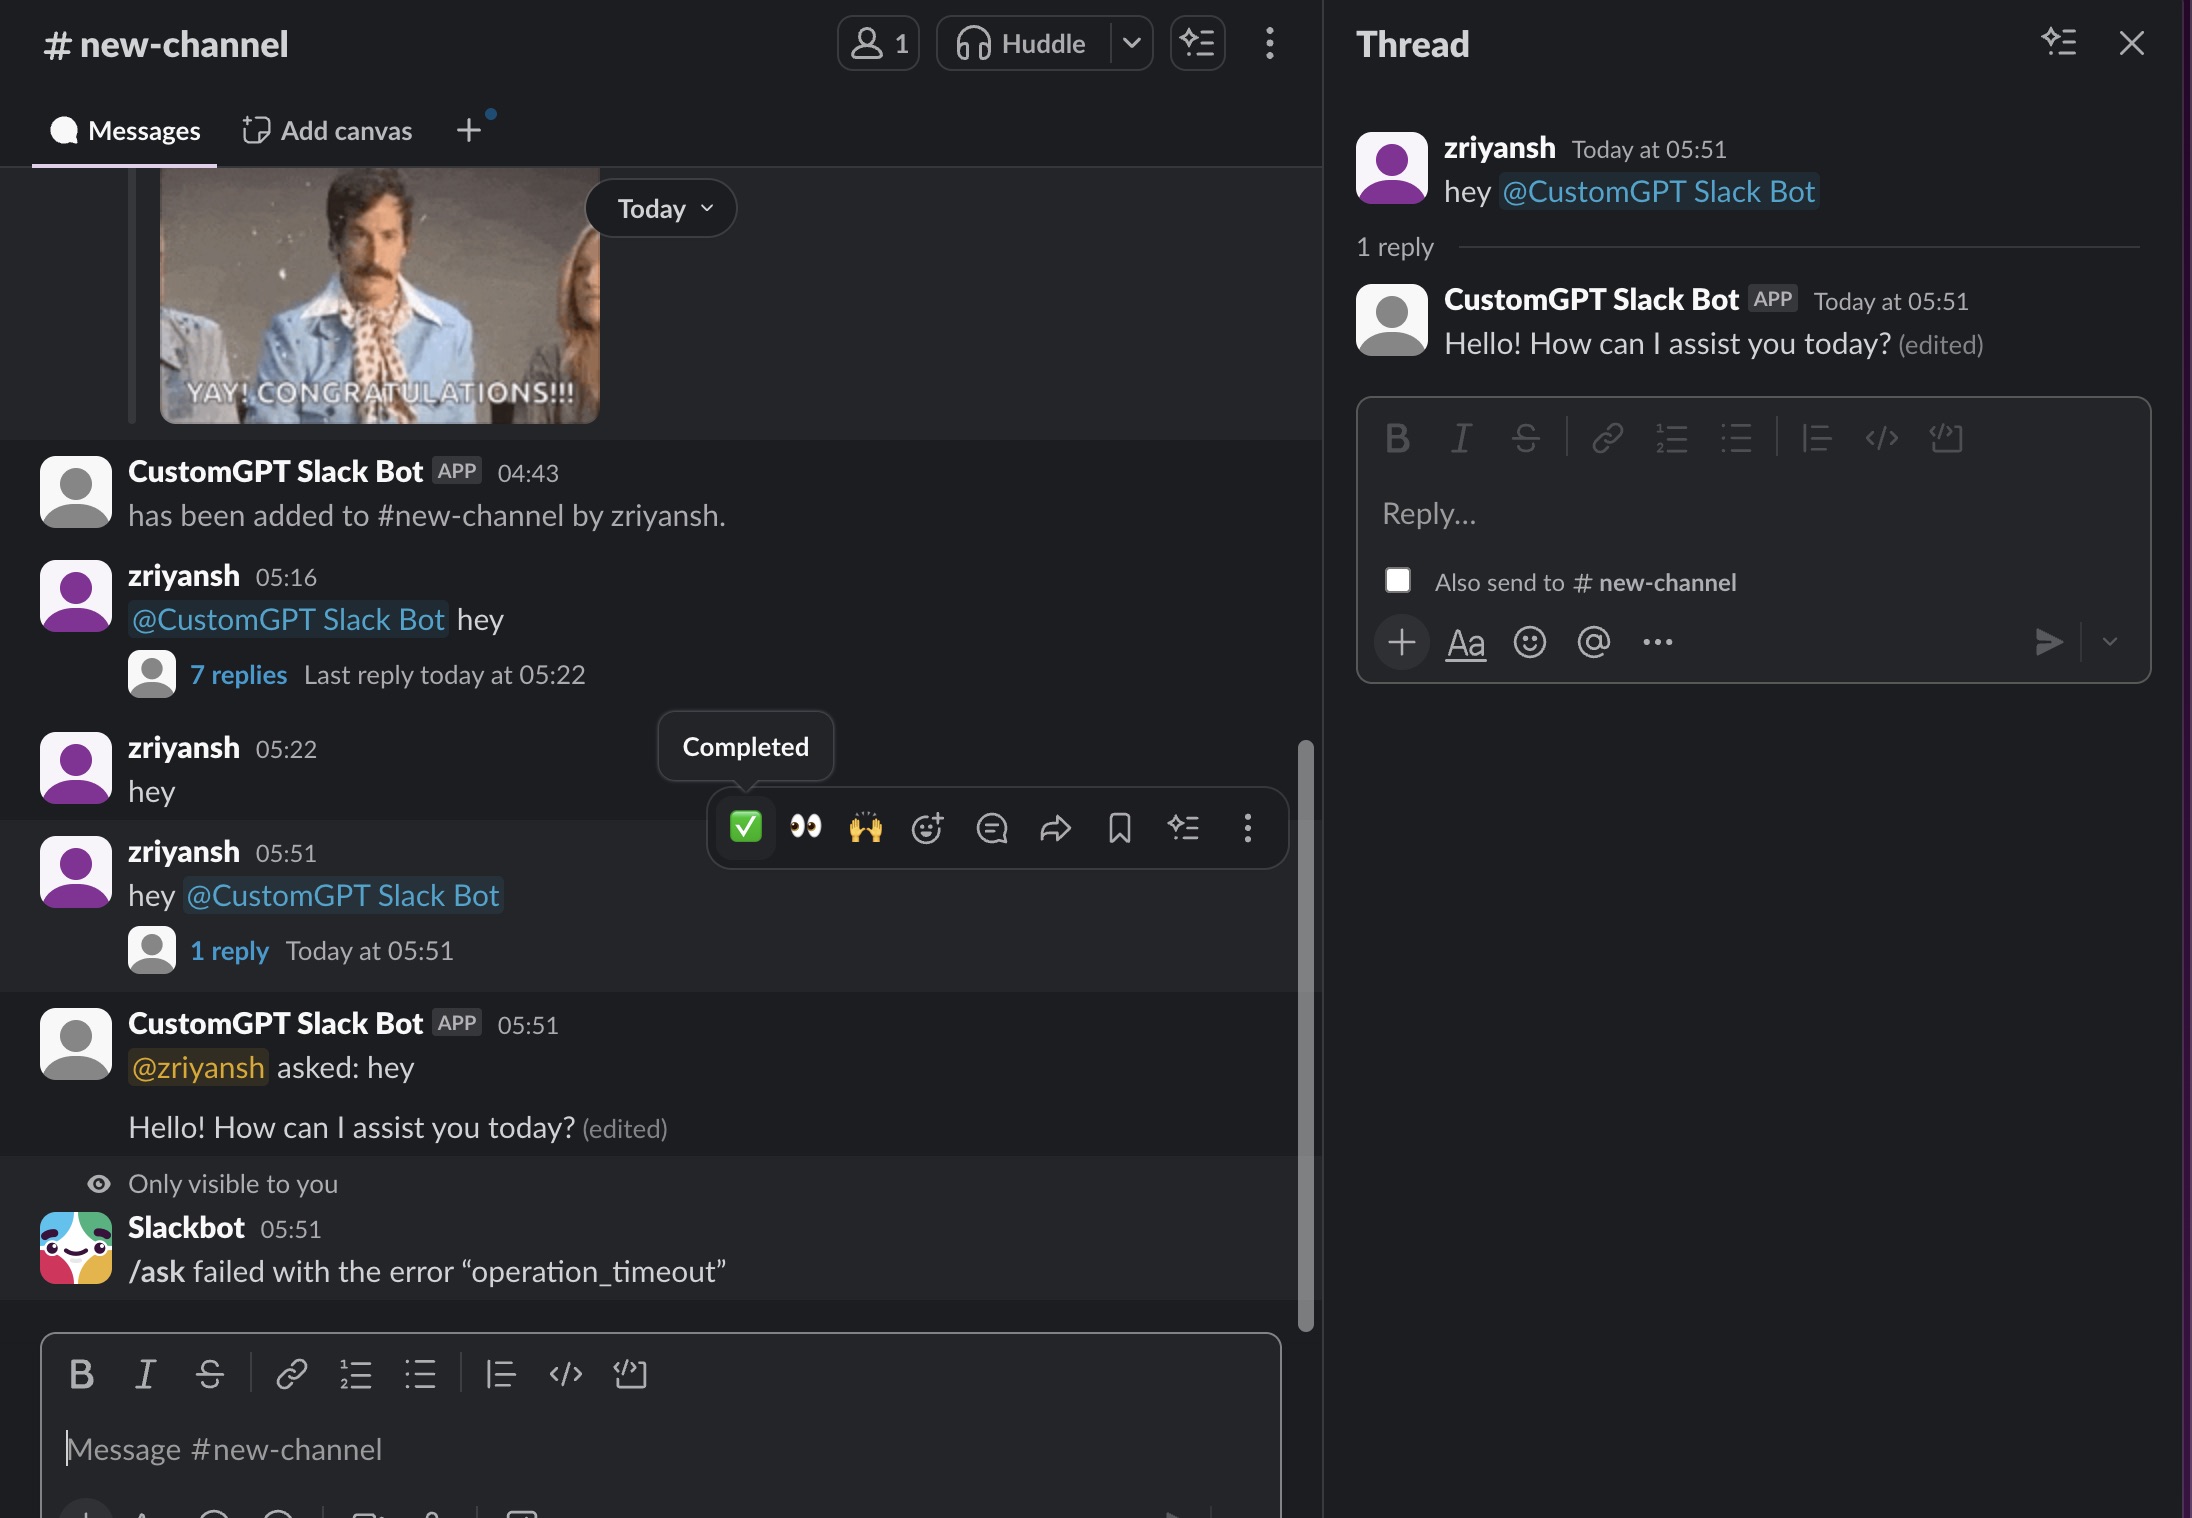 # new-channel
1
Huddle
Messages
Add canvas
Today
YAY! CONGRATULATIONS!!!
CustomGPT Slack Bot APP 04:43
has been added to #new-channel by zriyansh.
zriyansh 05:16
@CustomGPT Slack Bot hey
7 replies Last reply today at 05:22
zriyansh 05:22
hey
Completed
zriyansh 05:51
hey @CustomGPT Slack Bot
1 reply Today at 05:51
CustomGPT Slack Bot APP 05:51
@zriyansh asked: hey
Hello! How can I assist you today? (edited)
Only visible to you
Slackbot 05:51
/ask failed with the error “operation_timeout”
B I S
Message #new-channel
Thread
zriyansh Today at 05:51
hey @CustomGPT Slack Bot
1 reply
CustomGPT Slack Bot APP Today at 05:51
Hello! How can I assist you today? (edited)
B I S
Reply...
Also send to # new-channel
Aa